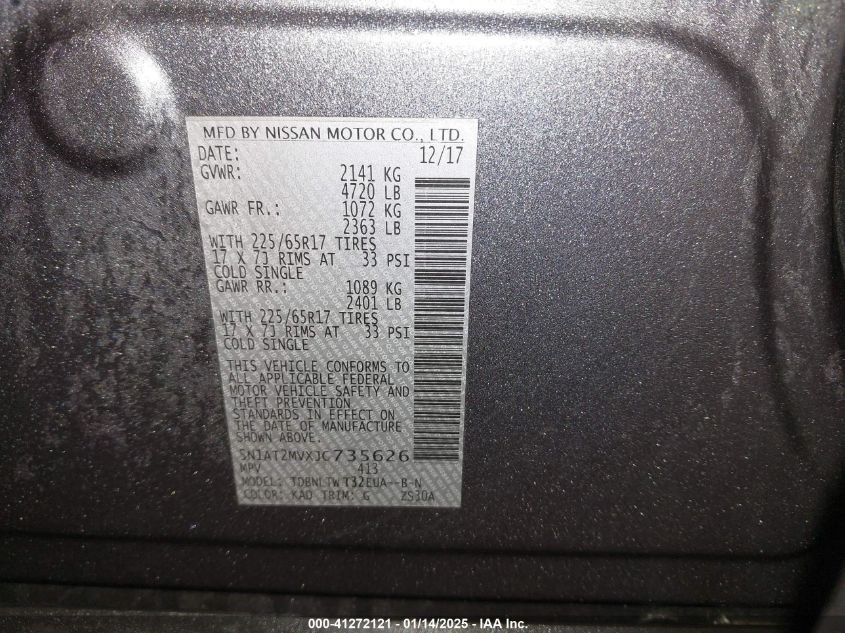 MFD BY NISSAN MOTOR CO., LTD.
DATE: 12/17
GVWR: 2141 KG
4720 LB
GAWR FR.: 1072 KG
2363 LB
WITH 225/65R17 TIRES
17 X 7J RIMS AT 33 PSI
COLD SINGLE
GAWR RR.: 1089 KG
2401 LB
WITH 225/65R17 TIRES
17 X 7J RIMS AT 33 PSI
COLD SINGLE
THIS VEHICLE CONFORMS TO
ALL APPLICABLE FEDERAL
MOTOR VEHICLE SAFETY AND
THEFT PREVENTION
STANDARDS IN EFFECT ON
THE DATE OF MANUFACTURE
SHOWN ABOVE.
5N1AT2MVXJC735626
MPV 413
MODEL: TDBNLTW T32EUA--B-N
COLOR: KAD TRIM: G ZS30A
000-41272121 - 01/14/2025 - IAA Inc.